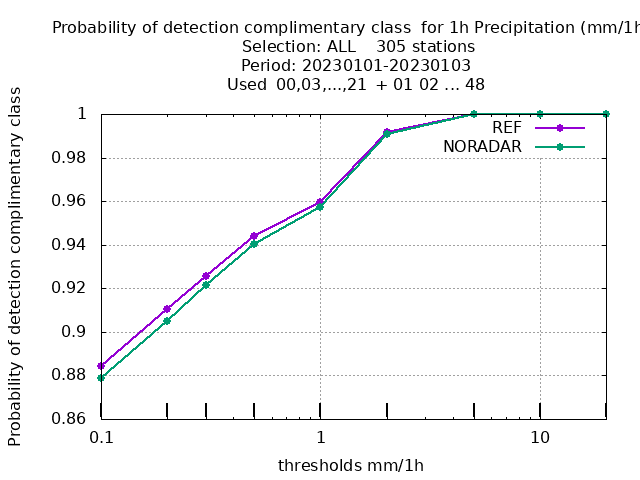 Probability of detection complimentary class for 1h Precipitation (mm/1h
Selection: ALL 305 stations
Period: 20230101-20230103
Used 00,03,...,21 + 01 02 ... 48
Probability of detection complimentary class
1
0.98
0.96
0.94
0.92
0.9
0.88
0.86
REF
NORADAR
0.1
1
10
thresholds mm/1h